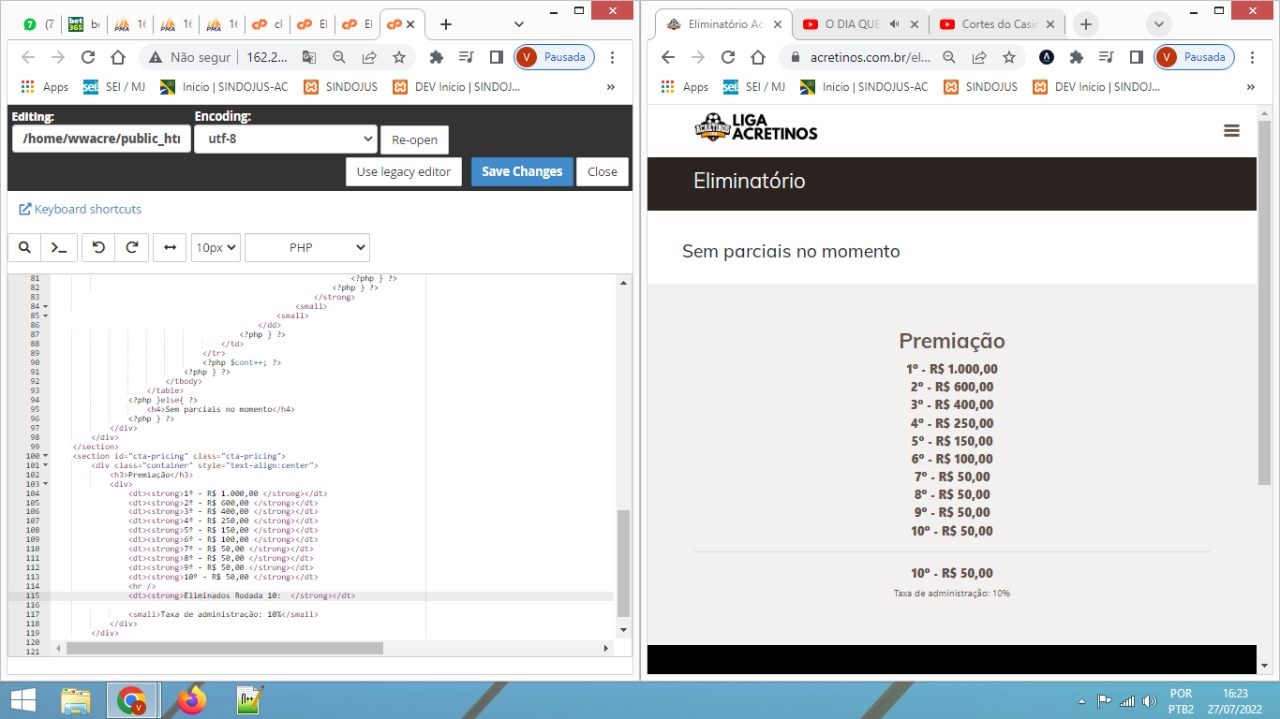 7 (7
bet365
PMA 16
PMA 16
PMA 16
cP
cP El
cP El
cP
Não segur
162.2...
V Pausada
Apps
SEI / MJ
Inicio | SINDOJUS-AC
SINDOJUS
DEV Inicio | SINDOJ...
»
Editing:
Encoding:
/home/wwacre/public_htm
utf-8
Re-open
Use legacy editor
Save Changes
Close
Keyboard shortcuts
10px
PHP
81 <?php } ?>
82 <?php } ?>
83 </strong>
84 <small>
85 <small>
86 </dd>
87 <?php } ?>
88 </td>
89 </tr>
90 <?php $cont++; ?>
91 <?php } ?>
92 </tbody>
93 </table>
94 <?php }else{ ?>
95 <h4>Sem parciais no momento</h4>
96 <?php } ?>
97 </div>
98 </div>
99 </section>
100 <section id="cta-pricing" class="cta-pricing">
101 <div class="container" style="text-align:center">
102 <h3>Premiação</h3>
103 <div>
104 <dt><strong>1º - R$ 1.000,00 </strong></dt>
105 <dt><strong>2º - R$ 600,00 </strong></dt>
106 <dt><strong>3º - R$ 400,00 </strong></dt>
107 <dt><strong>4º - R$ 250,00 </strong></dt>
108 <dt><strong>5º - R$ 150,00 </strong></dt>
109 <dt><strong>6º - R$ 100,00 </strong></dt>
110 <dt><strong>7º - R$ 50,00 </strong></dt>
111 <dt><strong>8º - R$ 50,00 </strong></dt>
112 <dt><strong>9º - R$ 50,00 </strong></dt>
113 <dt><strong>10º - R$ 50,00 </strong></dt>
114 <hr />
115 <dt><strong>Eliminados Rodada 10:  </strong></dt>
116
117 <small>Taxa de administração: 10%</small>
118 </div>
119 </div>
120
121
Eliminatório Ac
O DIA QUE
Cortes do Casi
acretinos.com.br/el...
V Pausada
Apps
SEI / MJ
Inicio | SINDOJUS-AC
SINDOJUS
DEV Inicio | SINDOJ...
»
ACRETINOS
LIGA
ACRETINOS
Eliminatório
Sem parciais no momento
Premiação
1º - R$ 1.000,00
2º - R$ 600,00
3º - R$ 400,00
4º - R$ 250,00
5º - R$ 150,00
6º - R$ 100,00
7º - R$ 50,00
8º - R$ 50,00
9º - R$ 50,00
10º - R$ 50,00
10º - R$ 50,00
Taxa de administração: 10%
POR
PTB2
16:23
27/07/2022